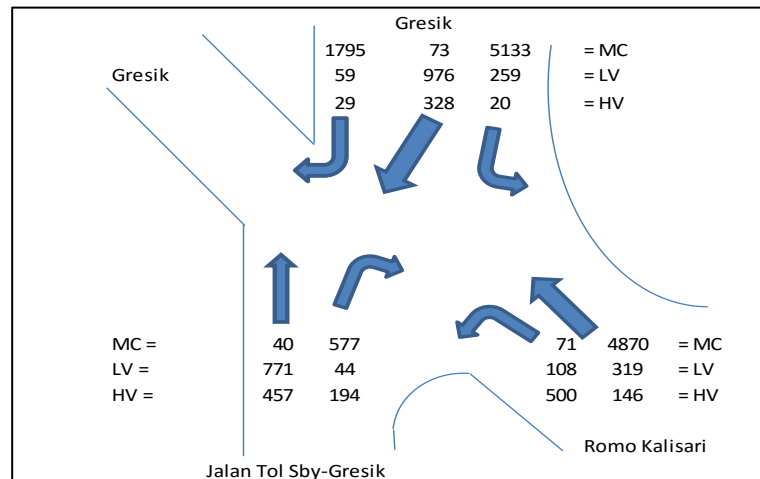 Gresik
1795 73 5133 = MC
Gresik 59 976 259 = LV
29 328 20 = HV
MC = 40 577 71 4870 = MC
LV = 771 44 108 319 = LV
HV = 457 194 500 146 = HV
Romo Kalisari
Jalan Tol Sby-Gresik